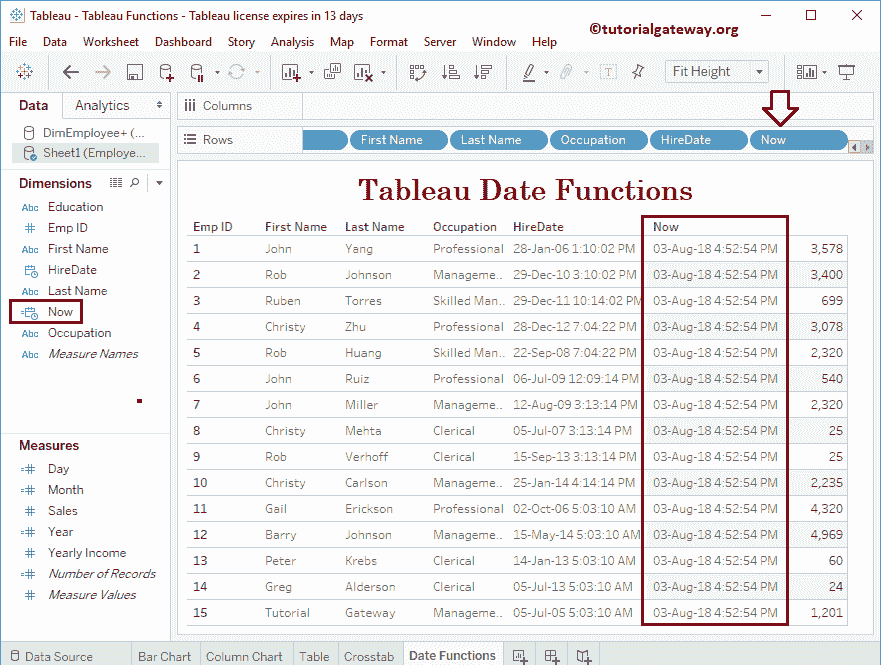 Tableau - Tableau Functions - Tableau license expires in 13 days
©tutorialgateway.org
File Data Worksheet Dashboard Story Analysis Map Format Server Window Help
T Fit Height
Data Analytics Columns
DimEmployee+ (...
Rows First Name Last Name Occupation HireDate Now
Sheet1 (Employe...
Dimensions
Abc Education
Emp ID
Abc First Name
HireDate
Abc Last Name
Now
Abc Occupation
Abc Measure Names
Measures
Day
Month
Sales
Year
Yearly Income
Number of Records
Measure Values
Tableau Date Functions
Emp ID First Name Last Name Occupation HireDate Now
1 John Yang Professional 28-Jan-06 1:10:02 PM 03-Aug-18 4:52:54 PM 3,578
2 Rob Johnson Manageme.. 29-Dec-10 3:10:02 PM 03-Aug-18 4:52:54 PM 3,400
3 Ruben Torres Skilled Man.. 29-Dec-11 10:14:02 PM 03-Aug-18 4:52:54 PM 699
4 Christy Zhu Professional 28-Dec-12 7:04:22 PM 03-Aug-18 4:52:54 PM 3,078
5 Rob Huang Skilled Man.. 22-Sep-08 7:04:22 PM 03-Aug-18 4:52:54 PM 2,320
6 John Ruiz Professional 06-Jul-09 12:09:14 PM 03-Aug-18 4:52:54 PM 540
7 John Miller Manageme.. 12-Aug-09 3:13:14 PM 03-Aug-18 4:52:54 PM 2,320
8 Christy Mehta Clerical 05-Jul-07 3:13:14 PM 03-Aug-18 4:52:54 PM 25
9 Rob Verhoff Clerical 15-Sep-13 3:13:14 PM 03-Aug-18 4:52:54 PM 25
10 Christy Carlson Manageme.. 25-Jan-14 4:14:14 PM 03-Aug-18 4:52:54 PM 2,235
11 Gail Erickson Professional 02-Oct-06 5:03:10 AM 03-Aug-18 4:52:54 PM 4,320
12 Barry Johnson Manageme.. 15-May-14 5:03:10 AM 03-Aug-18 4:52:54 PM 4,969
13 Peter Krebs Clerical 14-Jan-13 5:03:10 AM 03-Aug-18 4:52:54 PM 60
14 Greg Alderson Clerical 05-Jul-13 5:03:10 AM 03-Aug-18 4:52:54 PM 24
15 Tutorial Gateway Manageme.. 05-Jul-05 5:03:10 AM 03-Aug-18 4:52:54 PM 1,201
Data Source Bar Chart Column Chart Table Crosstab Date Functions